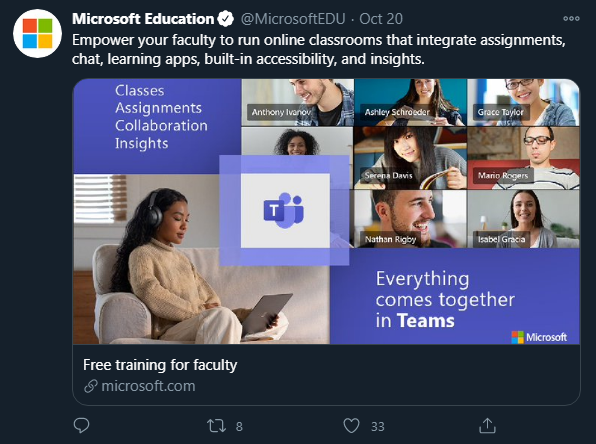 Microsoft Education @MicrosoftEDU · Oct 20
Empower your faculty to run online classrooms that integrate assignments,
chat, learning apps, built-in accessibility, and insights.
Classes
Assignments
Collaboration
Insights
Anthony Ivanov
Ashley Schroeder
Grace Taylor
Serena Davis
Mario Rogers
T
Nathan Rigby
Isabel Gracia
Everything
comes together
in Teams
Microsoft
Free training for faculty
microsoft.com
8
33